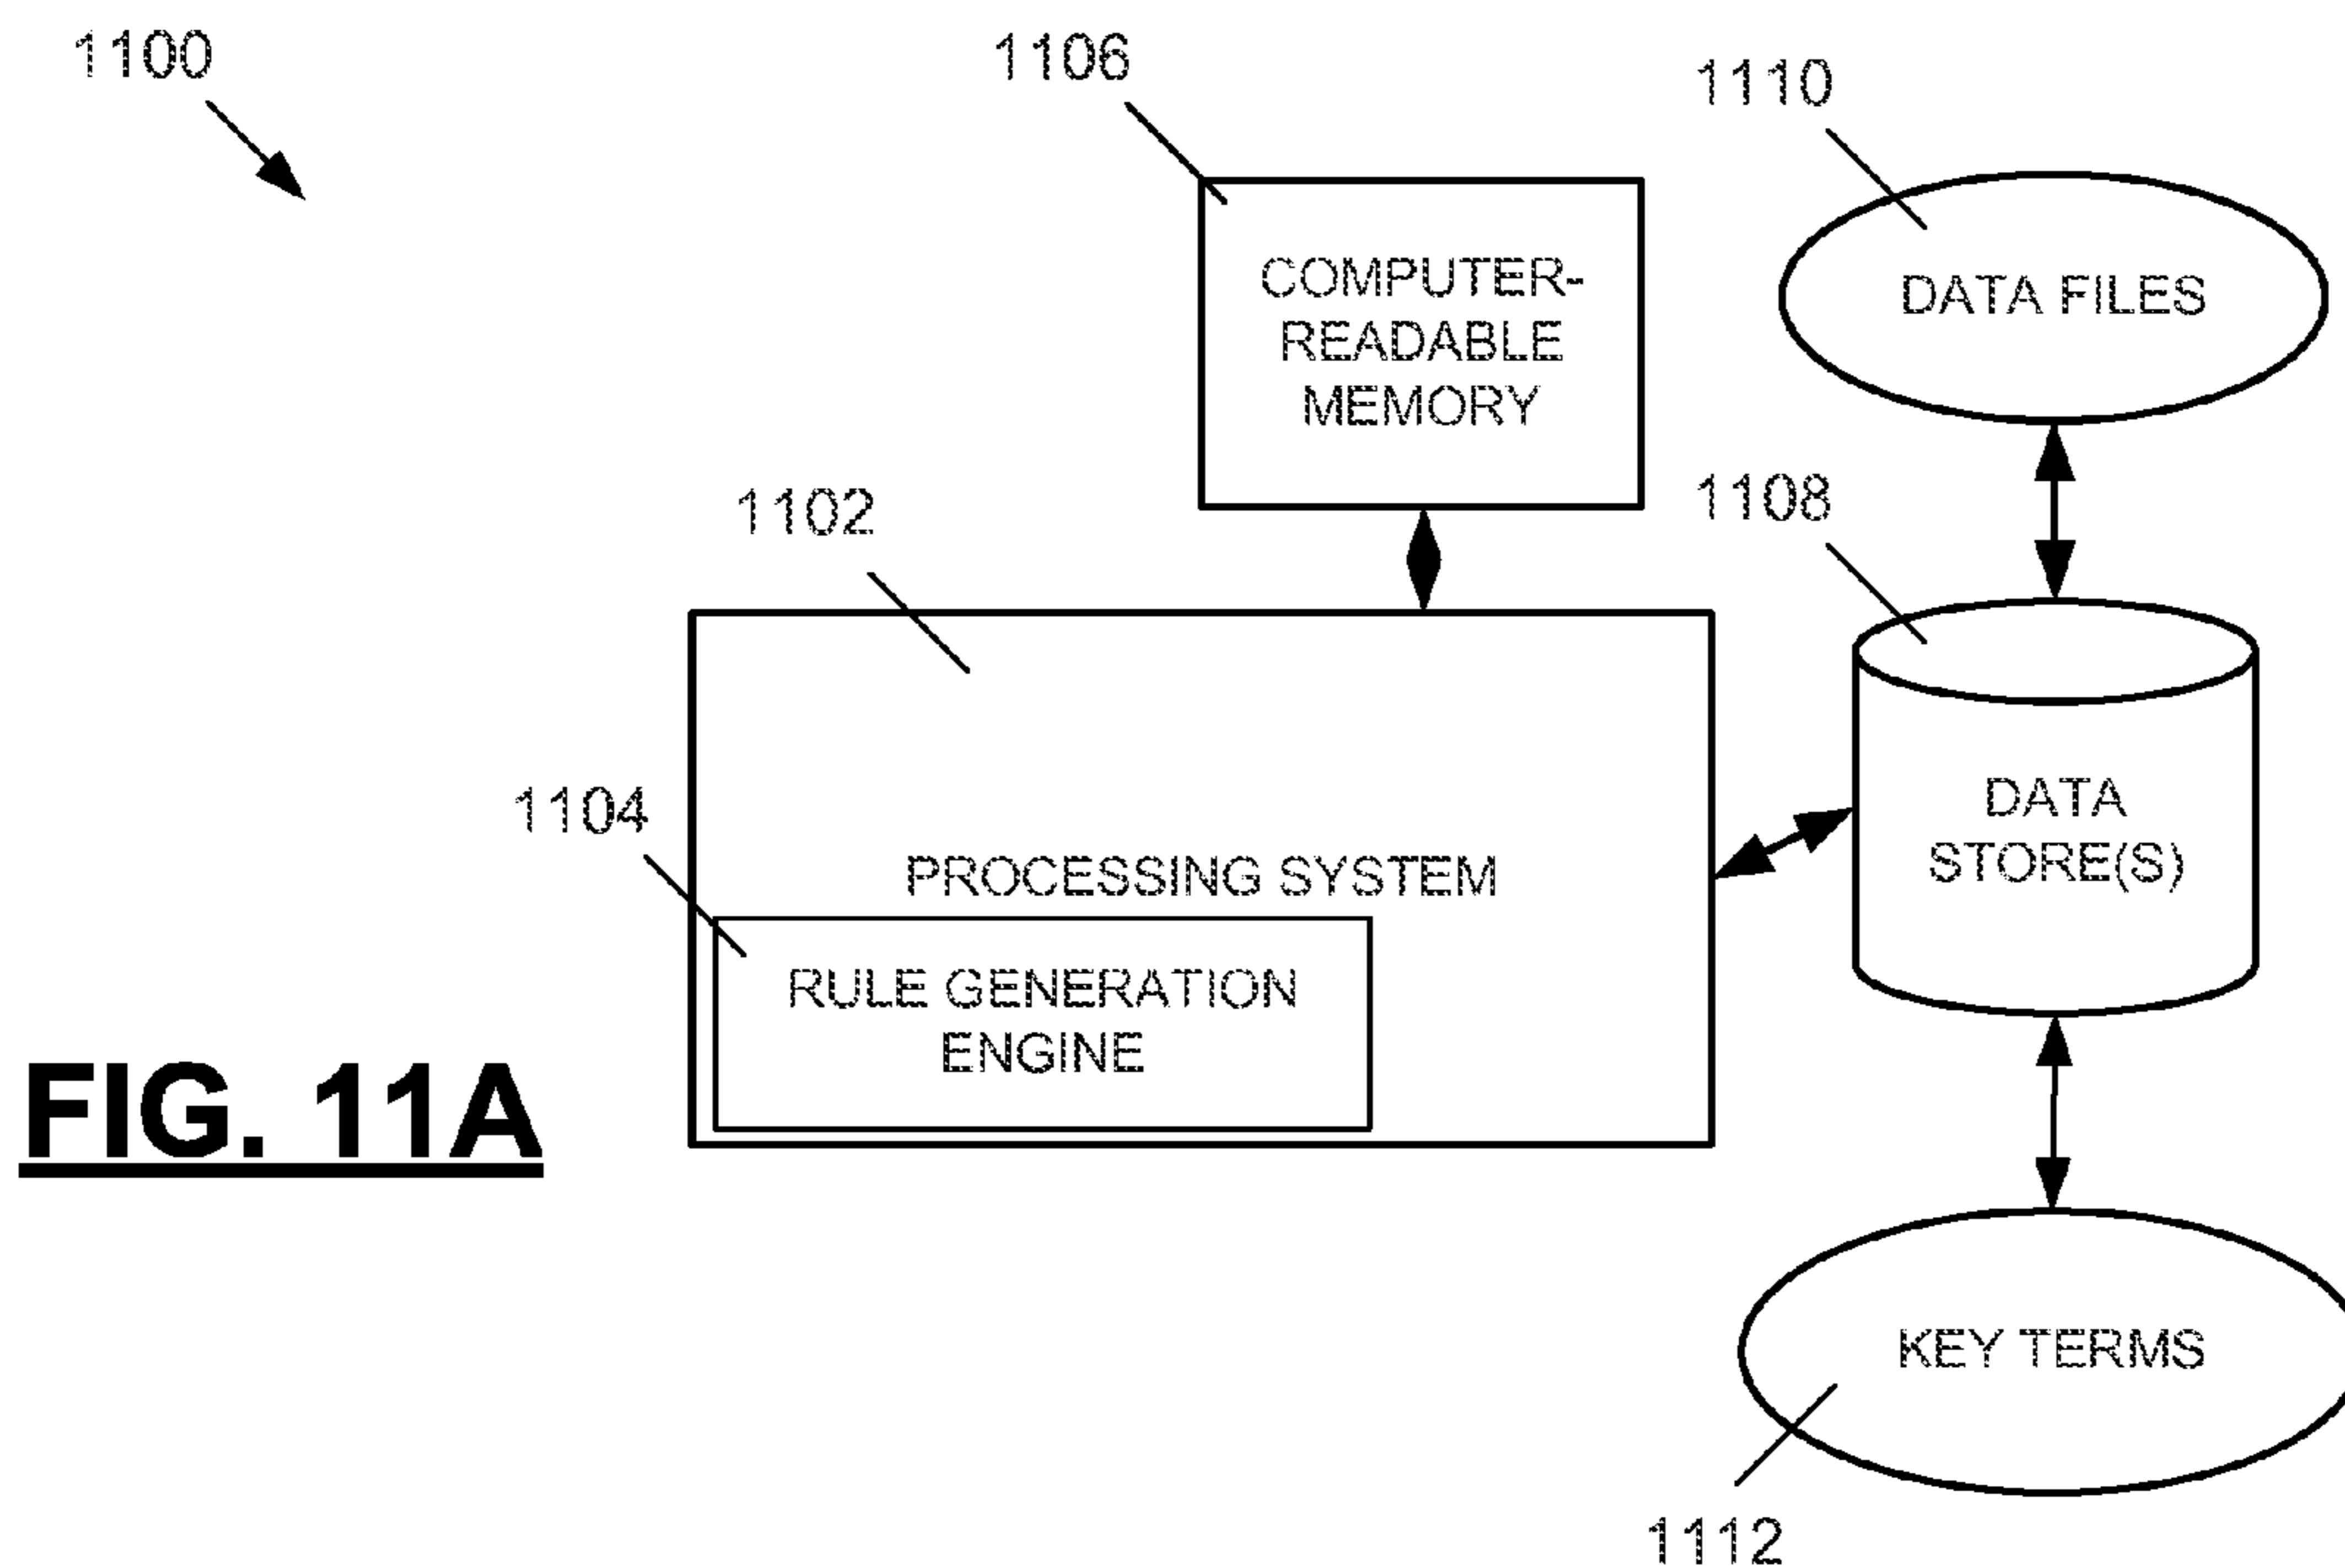 1100
1106
1110
COMPUTER-
READABLE
MEMORY
DATA FILES
1102
1108
1104
PROCESSING SYSTEM
DATA
STORE(S)
RULE GENERATION
ENGINE
FIG. 11A
KEY TERMS
1112